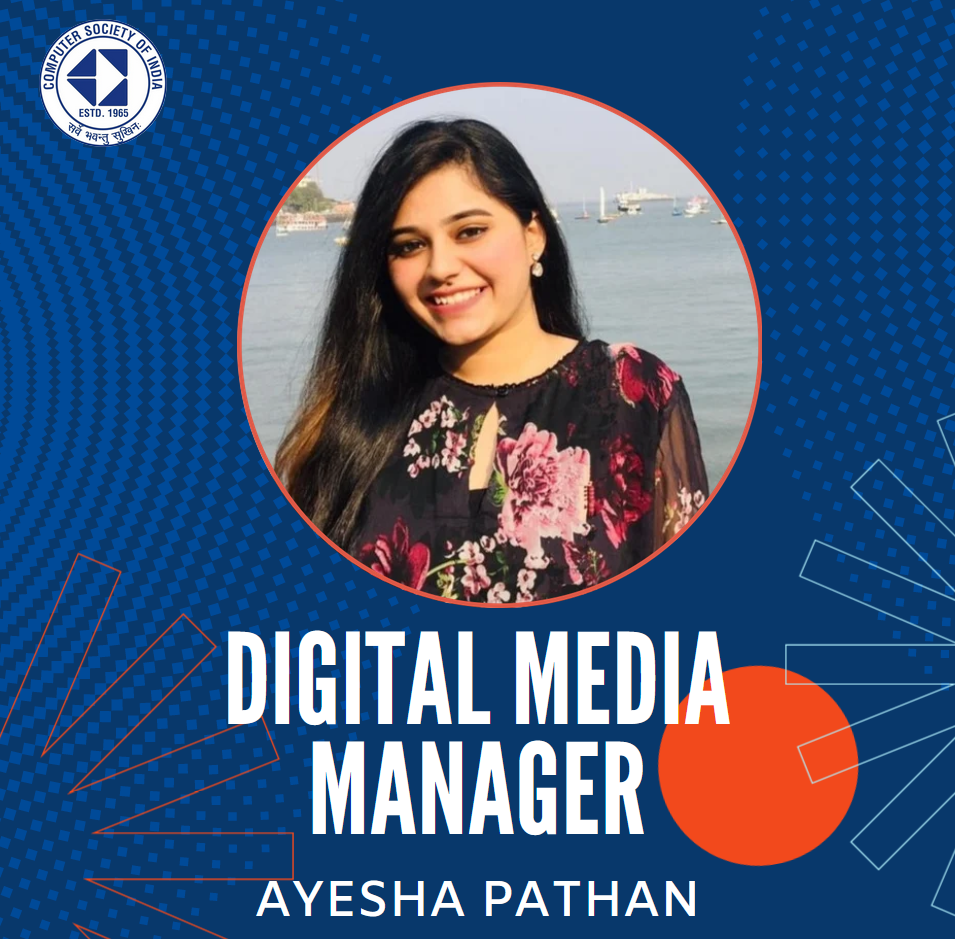 COMPUTER SOCIETY OF INDIA
ESTD. 1965
सर्वे भवन्तु सुखिनः
DIGITAL MEDIA
MANAGER
AYESHA PATHAN